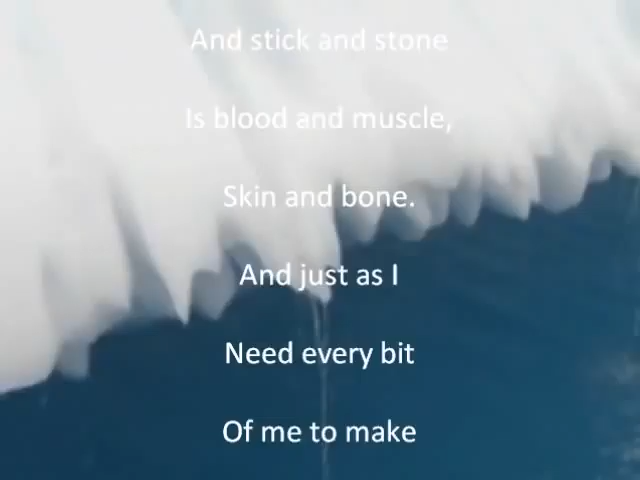 And stick and stone
Is blood and muscle,
Skin and bone.
And just as I
Need every bit
Of me to make